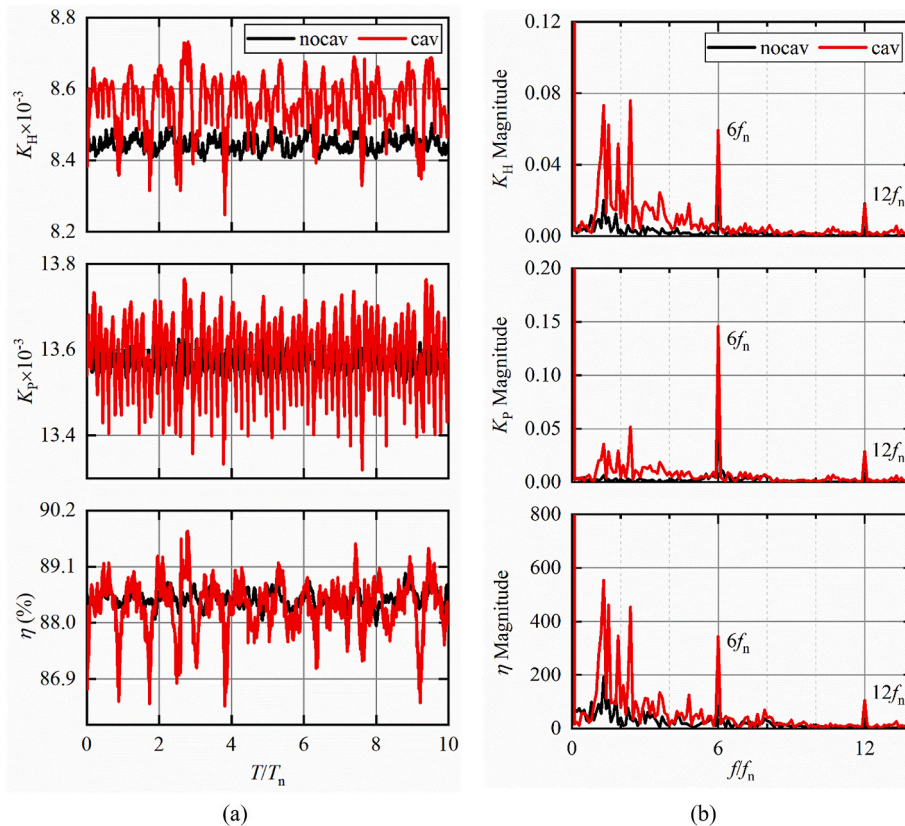 8.8
8.6
8.4
8.2
K_H×10^-3
nocav cav
13.8
13.6
13.4
K_P×10^-3
90.2
89.1
88.0
86.9
η (%)
0 2 4 6 8 10
T/T_n
(a)
0.12
0.08
0.04
0.00
K_H Magnitude
nocav cav
6f_n
12f_n
0.20
0.15
0.10
0.05
0.00
K_P Magnitude
6f_n
12f_n
800
600
400
200
0
η Magnitude
6f_n
12f_n
0 6 12
f/f_n
(b)